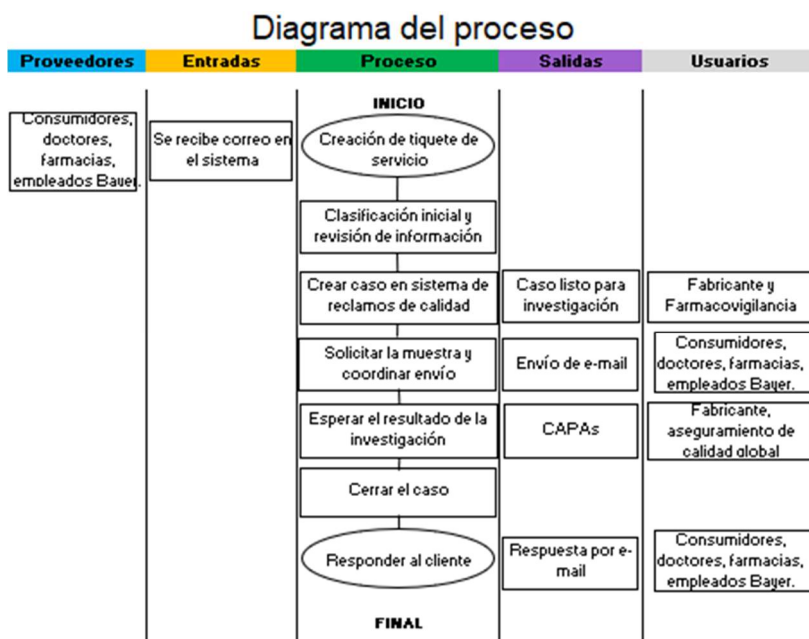 Diagrama del proceso
Proveedores Entradas Proceso Salidas Usuarios
INICIO
Consumidores,
doctores,
farmacias,
empleados Bayer.
Se recibe correo en
el sistema
Creación de tiquete de
servicio
Clasificación inicial y
revisión de información
Crear caso en sistema de
reclamos de calidad
Caso listo para
investigación
Fabricante y
Farmacovigilancia
Solicitar la muestra y
coordinar envío
Envío de e-mail
Consumidores,
doctores, farmacias,
empleados Bayer.
Esperar el resultado de la
investigación
CAPAs
Fabricante,
aseguramiento de
calidad global
Cerrar el caso
Responder al cliente
Respuesta por e-
mail
Consumidores,
doctores, farmacias,
empleados Bayer.
FINAL